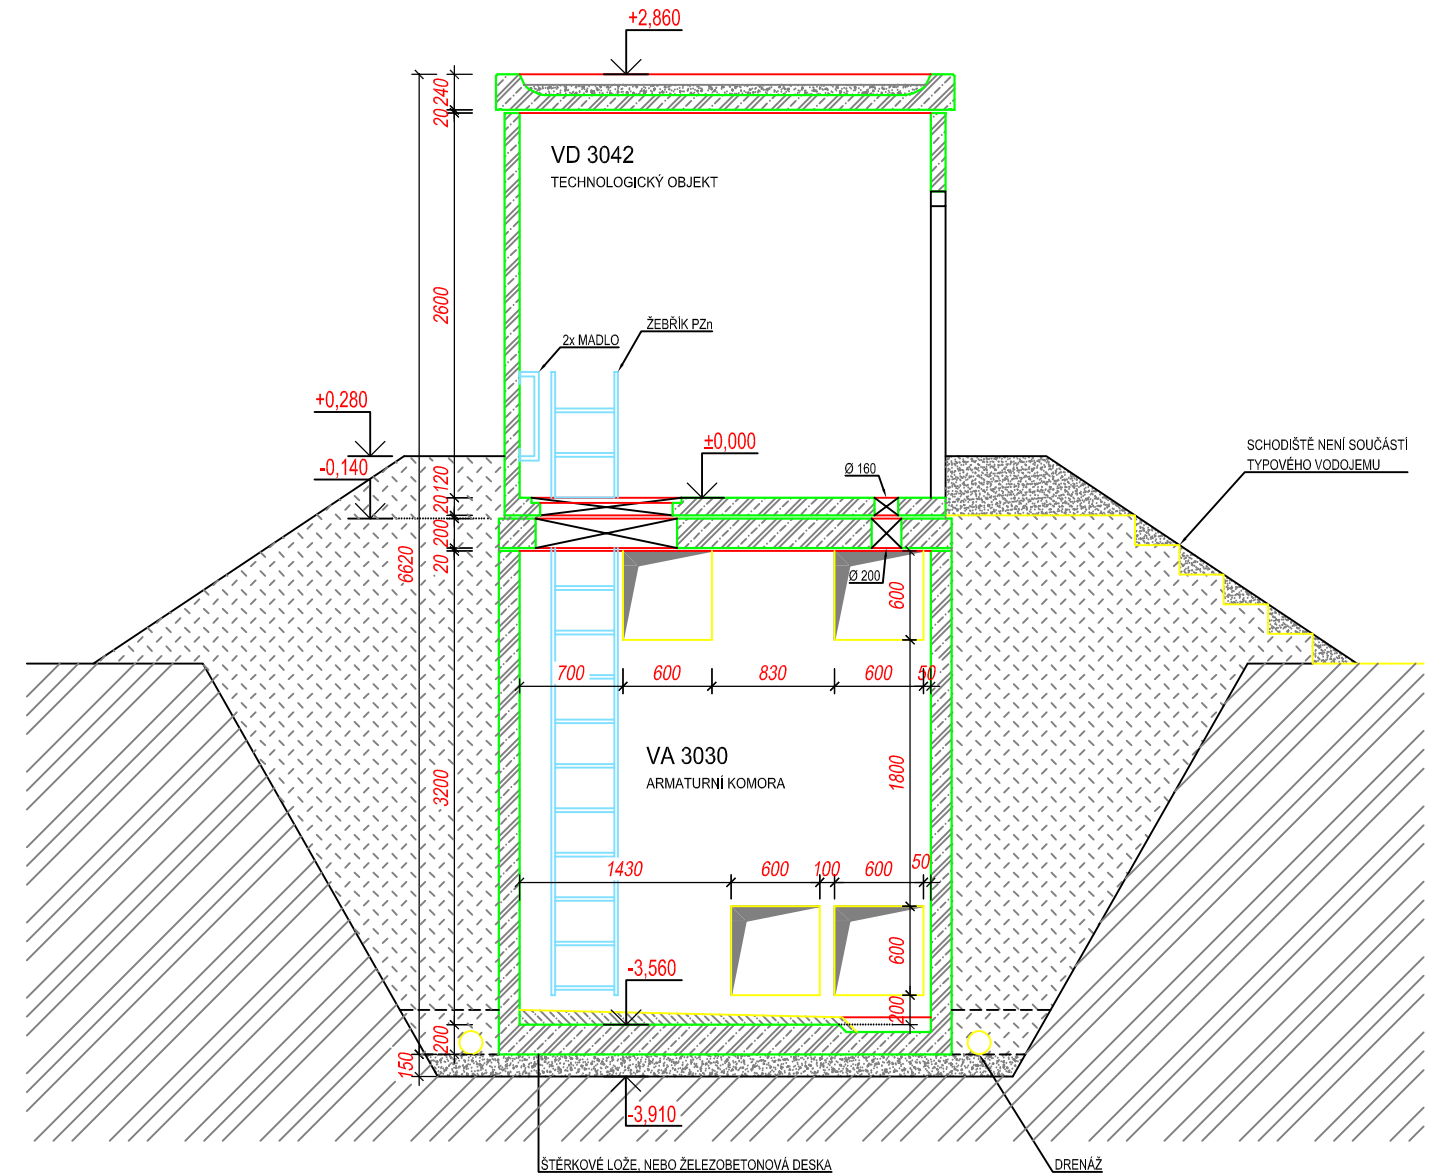 +2,860
240
20
VD 3042
TECHNOLOGICKÝ OBJEKT
2600
ŽEBŘÍK PZn
2x MADLO
+0,280
±0,000
-0,140
SCHODIŠTĚ NENÍ SOUČÁSTÍ
TYPOVÉHO VODOJEMU
Ø 160
120
20
200
20
6620
Ø 200
600
700
600
830
600
50
VA 3030
ARMATURNÍ KOMORA
3200
1800
1430
600
100
600
50
600
-3,560
200
200
150
-3,910
ŠTĚRKOVÉ LOŽE, NEBO ŽELEZOBETONOVÁ DESKA
DRENÁŽ